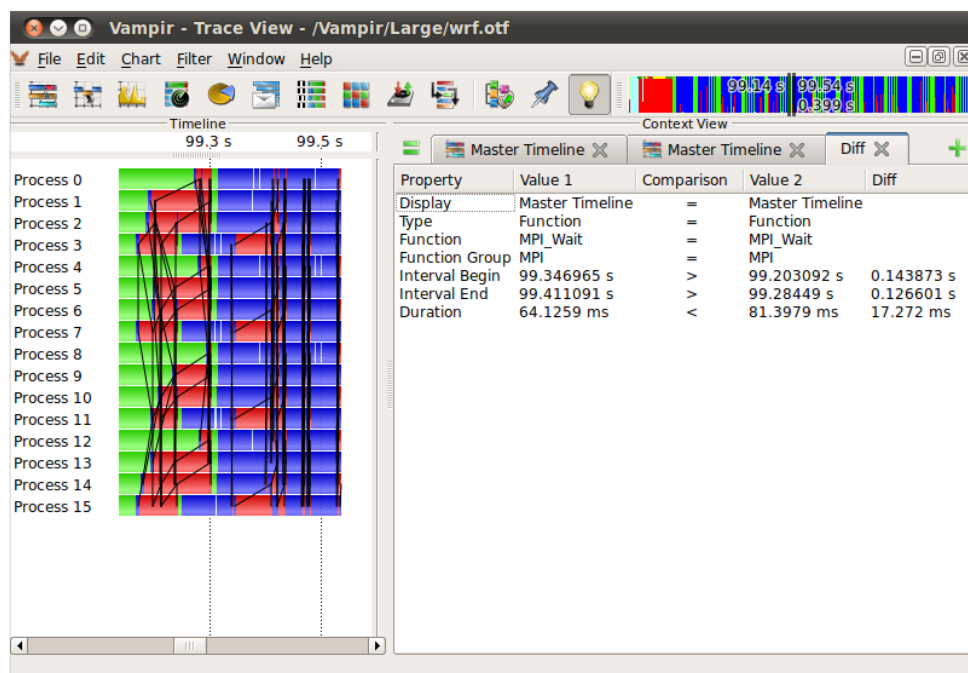 Vampir - Trace View - /Vampir/Large/wrf.otf
File Edit Chart Filter Window Help
99.14 s 99.54 s
0.399 s
Timeline
99.3 s 99.5 s
Process 0
Process 1
Process 2
Process 3
Process 4
Process 5
Process 6
Process 7
Process 8
Process 9
Process 10
Process 11
Process 12
Process 13
Process 14
Process 15
Context View
Master Timeline Master Timeline Diff
Property Value 1 Comparison Value 2 Diff
Display Master Timeline = Master Timeline
Type Function = Function
Function MPI_Wait = MPI_Wait
Function Group MPI = MPI
Interval Begin 99.346965 s > 99.203092 s 0.143873 s
Interval End 99.411091 s > 99.28449 s 0.126601 s
Duration 64.1259 ms < 81.3979 ms 17.272 ms